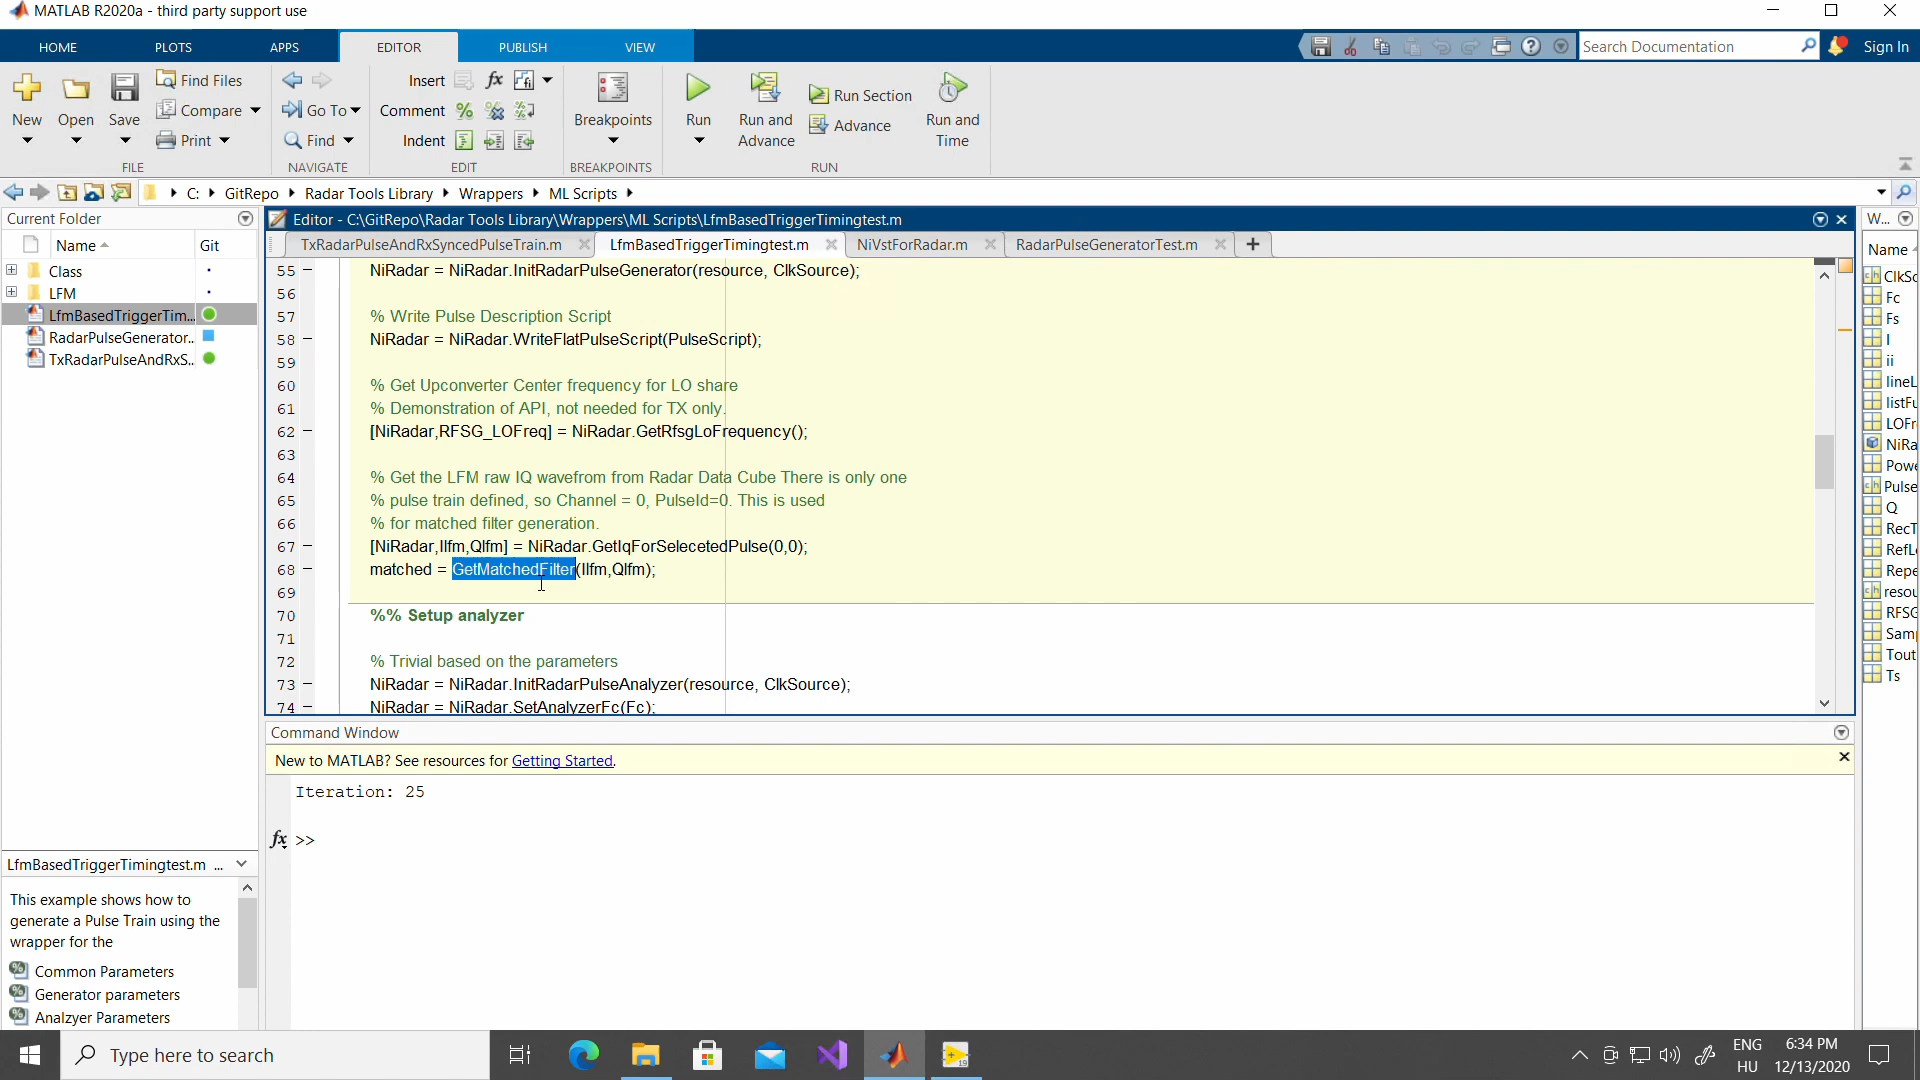 MATLAB R2020a - third party support use
HOME PLOTS APPS EDITOR PUBLISH VIEW
Search Documentation
Sign In
New Open Save
Find Files
Compare
Print
FILE
Go To
Find
NAVIGATE
Insert
Comment
Indent
EDIT
Breakpoints
BREAKPOINTS
Run
Run and Advance
Run Section
Advance
Run and Time
RUN
C: GitRepo Radar Tools Library Wrappers ML Scripts
Current Folder
Name Git
Class
LFM
LfmBasedTriggerTim...
RadarPulseGenerator...
TxRadarPulseAndRxS...
Editor - C:\GitRepo\Radar Tools Library\Wrappers\ML Scripts\LfmBasedTriggerTimingtest.m
TxRadarPulseAndRxSyncedPulseTrain.m LfmBasedTriggerTimingtest.m NiVstForRadar.m RadarPulseGeneratorTest.m
55 NiRadar = NiRadar.InitRadarPulseGenerator(resource, ClkSource);
56
57 % Write Pulse Description Script
58 NiRadar = NiRadar.WriteFlatPulseScript(PulseScript);
59
60 % Get Upconverter Center frequency for LO share
61 % Demonstration of API, not needed for TX only.
62 [NiRadar,RFSG_LOFreq] = NiRadar.GetRfsgLoFrequency();
63
64 % Get the LFM raw IQ wavefrom from Radar Data Cube There is only one
65 % pulse train defined, so Channel = 0, PulseId=0. This is used
66 % for matched filter generation.
67 [NiRadar,Ilfm,Qlfm] = NiRadar.GetIqForSelecetedPulse(0,0);
68 matched = GetMatchedFilter(Ilfm,Qlfm);
69
70 %% Setup analyzer
71
72 % Trivial based on the parameters
73 NiRadar = NiRadar.InitRadarPulseAnalyzer(resource, ClkSource);
74 NiRadar = NiRadar.SetAnalyzerFc(Fc);
W...
Name
ClkSo
Fc
Fs
I
ii
lineL
listFu
LOFr
NiRa
Powe
Pulse
Q
RecT
RefL
Repe
resou
RFSG
Sam
Tout
Ts
Command Window
New to MATLAB? See resources for Getting Started.
Iteration: 25
fx >>
LfmBasedTriggerTimingtest.m ...
This example shows how to
generate a Pulse Train using the
wrapper for the
Common Parameters
Generator parameters
Analzyer Parameters
Type here to search
19
ENG
HU
6:34 PM
12/13/2020